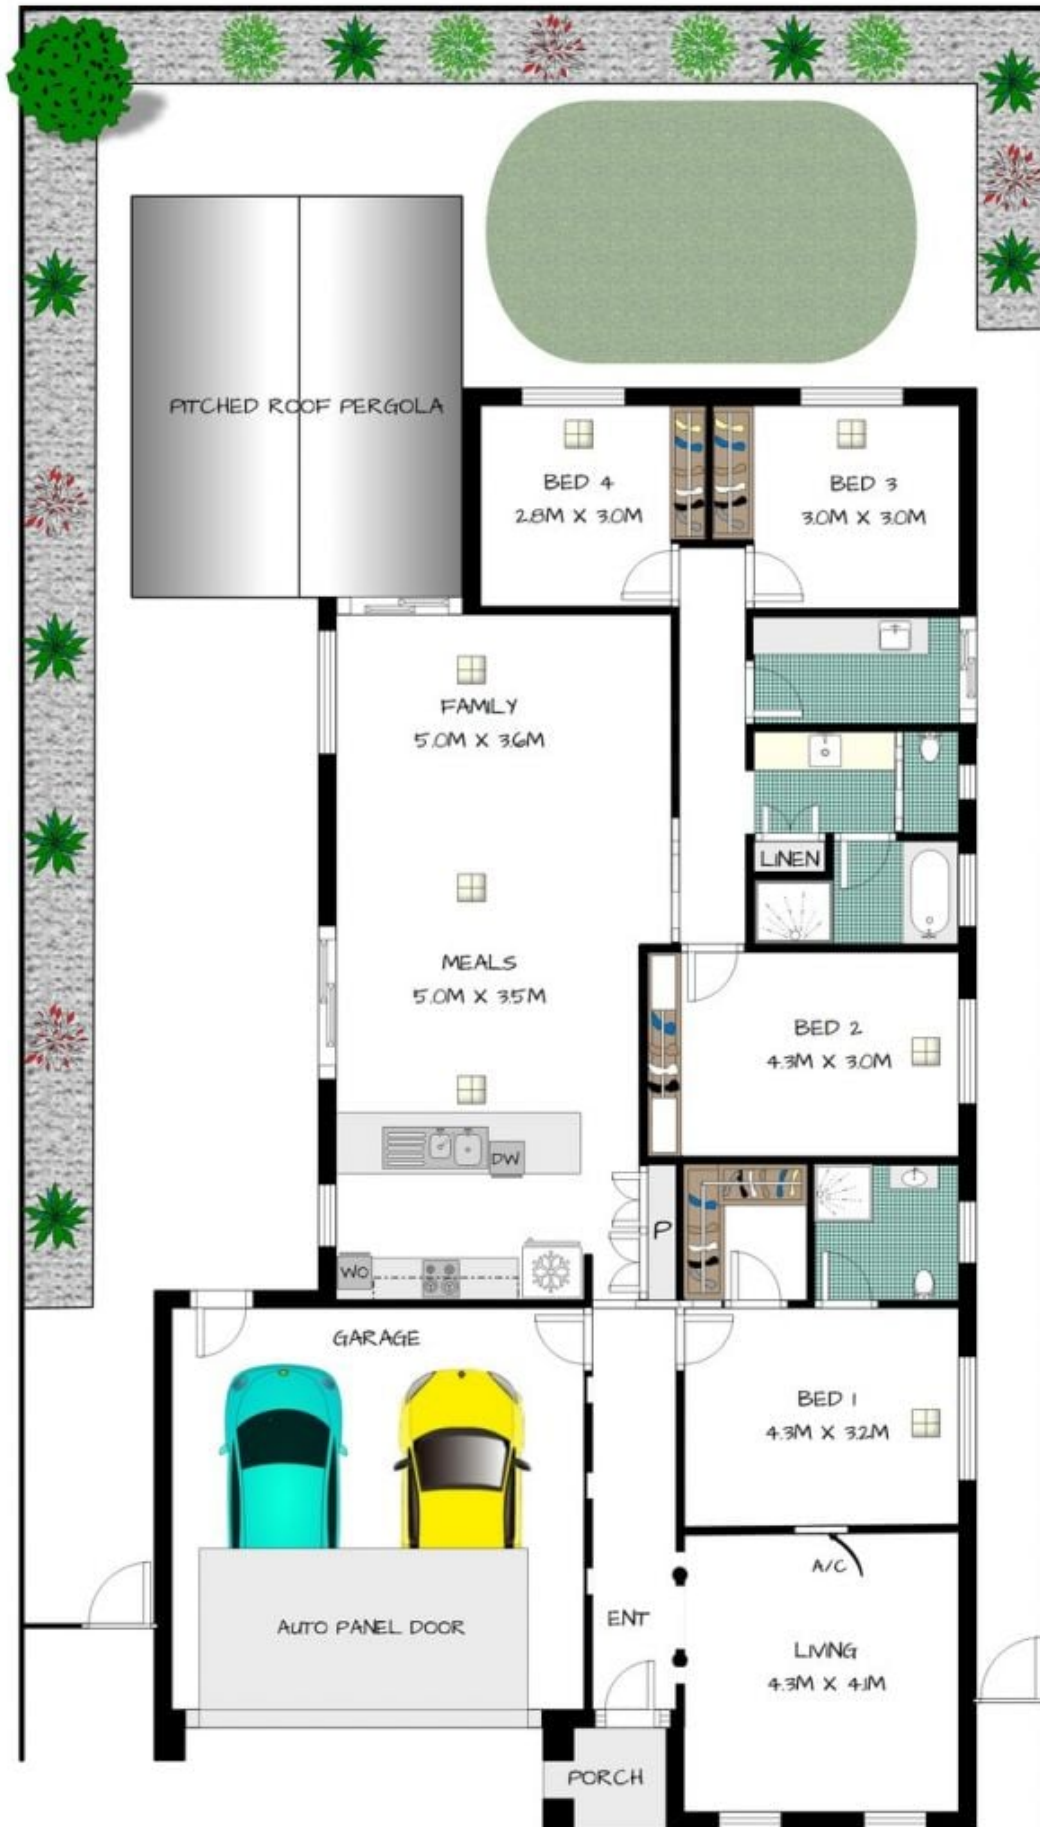 PITCHED ROOF PERGOLA
BED 4
2.8M X 3.0M
BED 3
3.0M X 3.0M
FAMILY
5.0M X 3.6M
LINEN
MEALS
5.0M X 3.5M
BED 2
4.3M X 3.0M
DW
P
WO
GARAGE
BED 1
4.3M X 3.2M
A/C
AUTO PANEL DOOR
ENT
LIVING
4.3M X 4.1M
PORCH